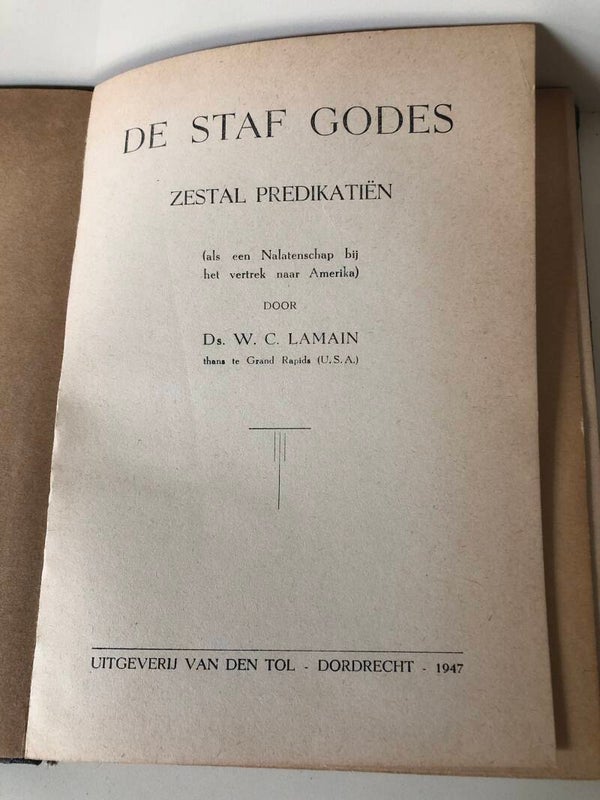 DE STAF GODES
ZESTAL PREDIKATIËN
(als een Nalatenschap bij
het vertrek naar Amerika)
DOOR
Ds. W. C. LAMAIN
thans te Grand Rapids (U.S.A.)
UITGEVERIJ VAN DEN TOL - DORDRECHT - 1947